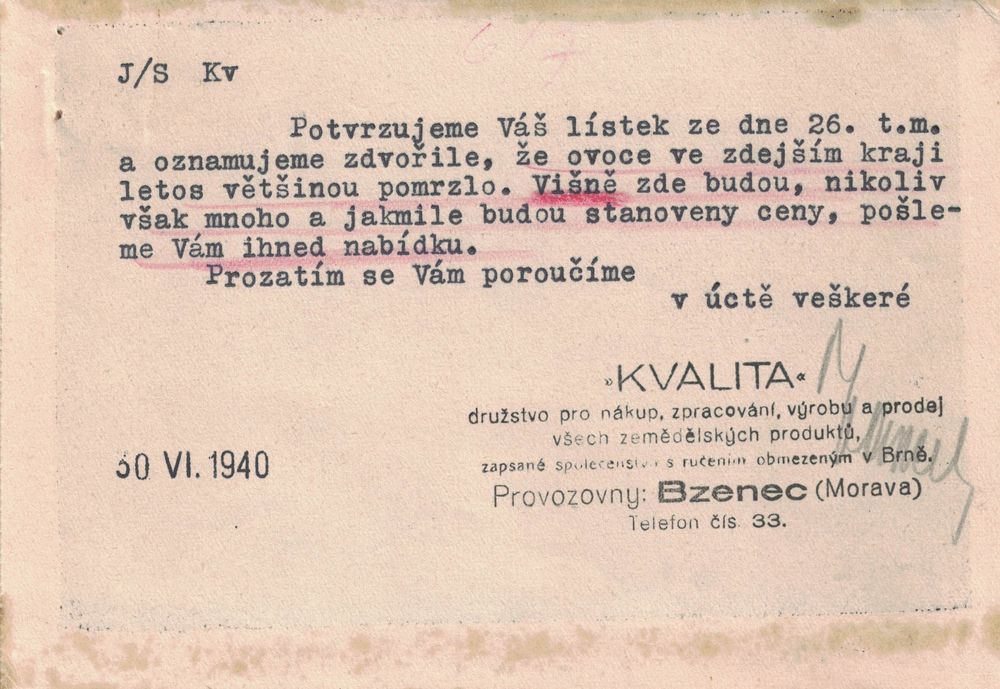 J/S Kv
Potvrzujeme Váš lístek ze dne 26. t.m.
a oznamujeme zdvořile, že ovoce ve zdejším kraji
letos většinou pomrzlo. Višně zde budou, nikoliv
však mnoho a jakmile budou stanoveny ceny, pošle-
me Vám ihned nabídku.
Prozatím se Vám poroučíme
v úctě veškeré
»KVALITA«
družstvo pro nákup, zpracování, výrobu a prodej
všech zemědělských produktů,
zapsané společenstvo s ručením obmezeným v Brně.
30 VI. 1940
Provozovny: Bzenec (Morava)
Telefon čís. 33.